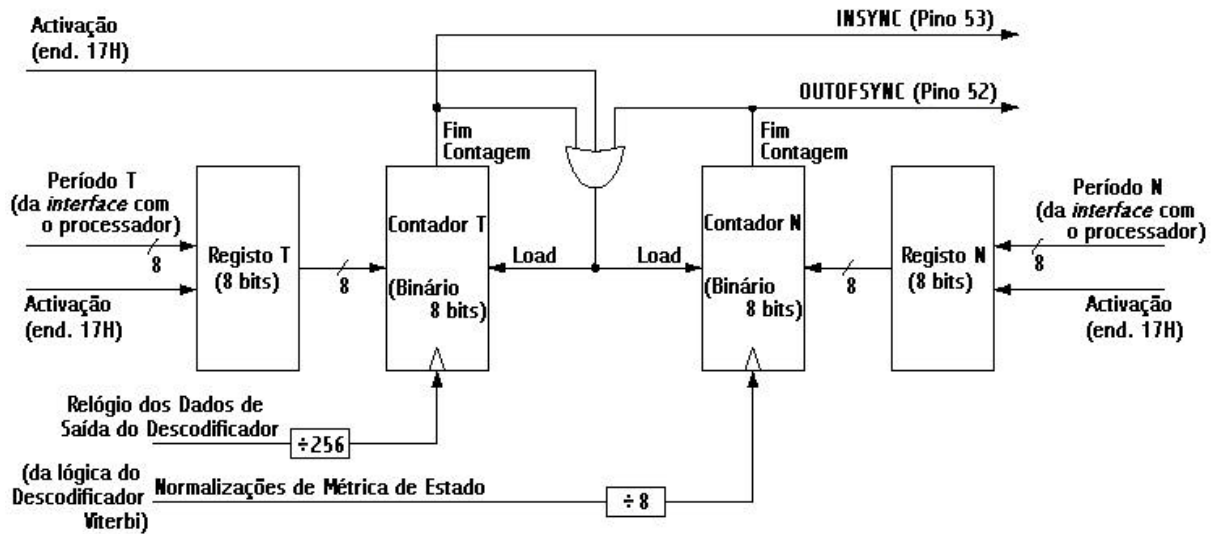 Activação
(end. 17H)
INSYNC (Pino 53)
OUTOFSYNC (Pino 52)
Fim
Contagem
Fim
Contagem
Período T
(da interface com
o processador)
8
Activação
(end. 17H)
Registo T
(8 bits)
8
Contador T
(Binário
8 bits)
Load
Load
Contador N
(Binário
8 bits)
8
Registo N
(8 bits)
Período N
(da interface com
o processador)
8
Activação
(end. 17H)
Relógio dos Dados de
Saída do Descodificador
÷256
(da lógica do
Descodificador
Viterbi)
Normalizações de Métrica de Estado
÷8